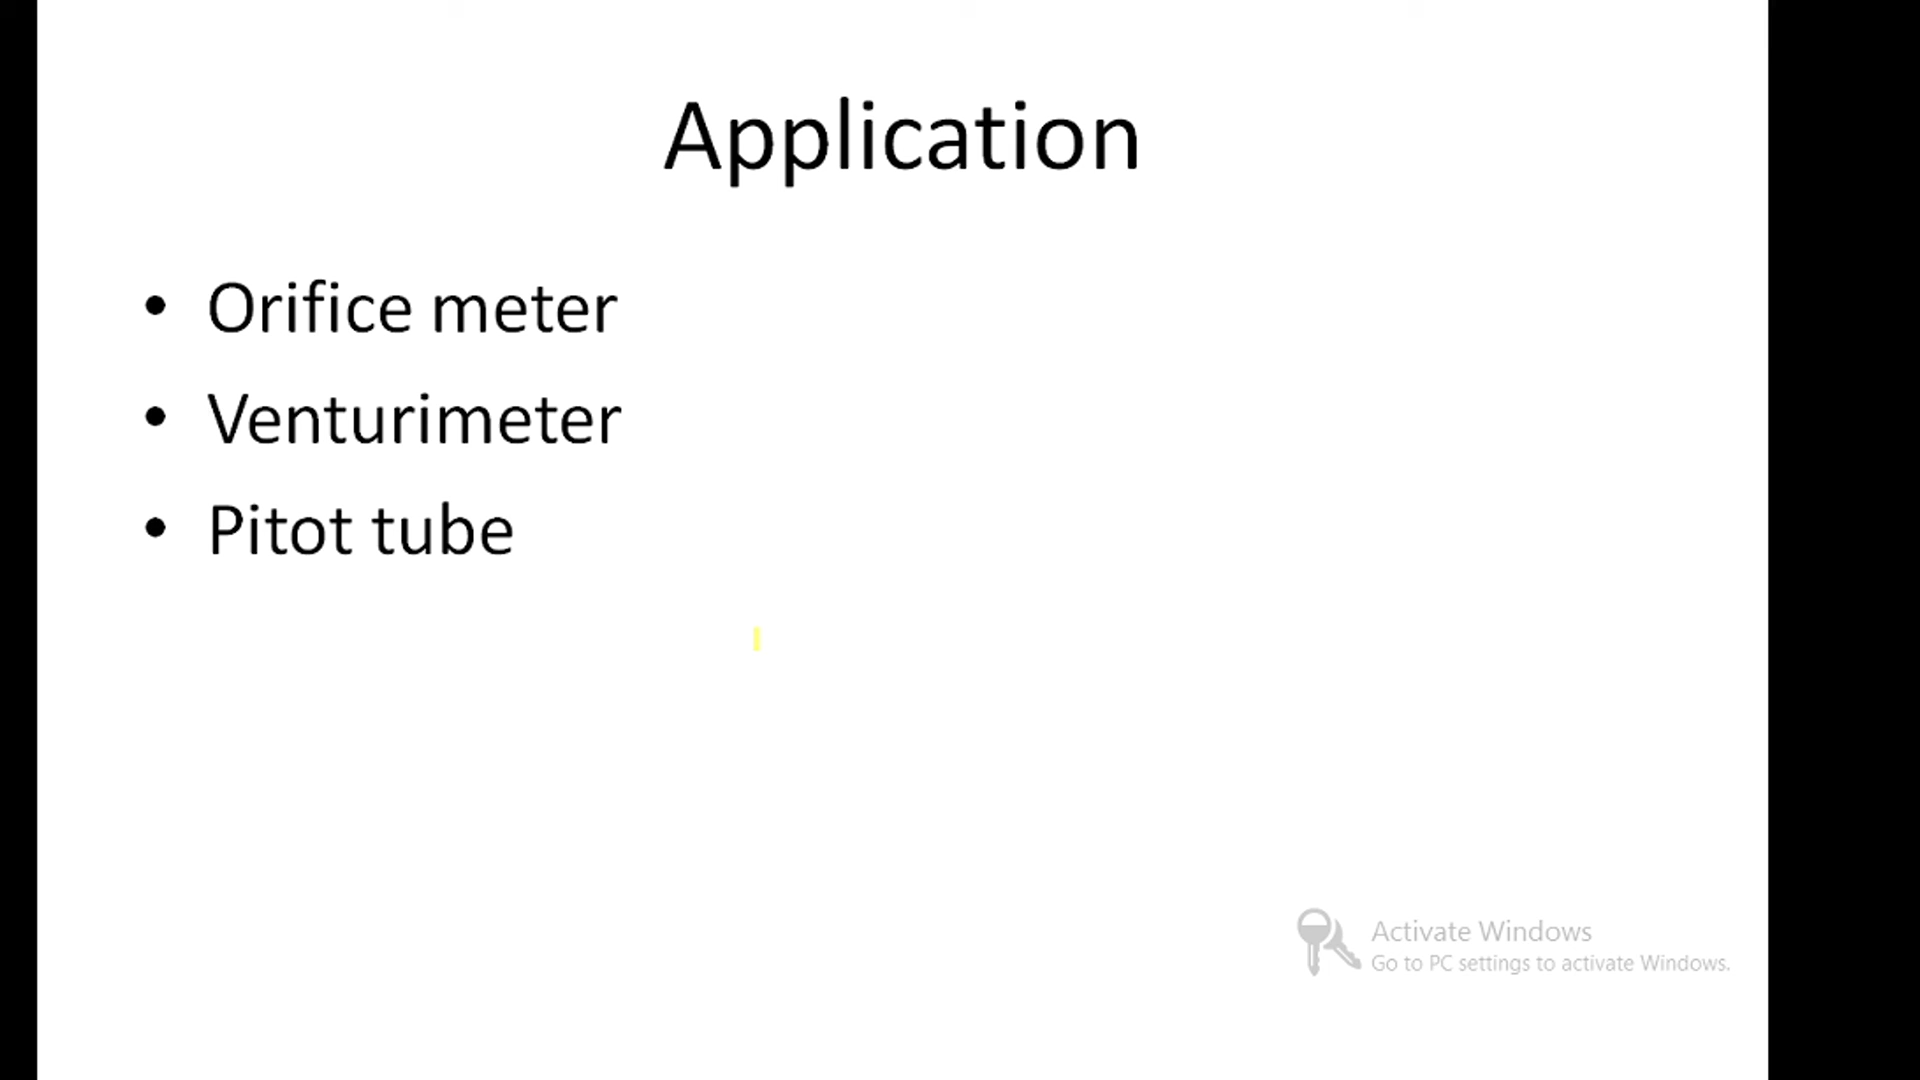 Application
• Orifice meter
• Venturimeter
• Pitot tube
Activate Windows
Go to PC settings to activate Windows.